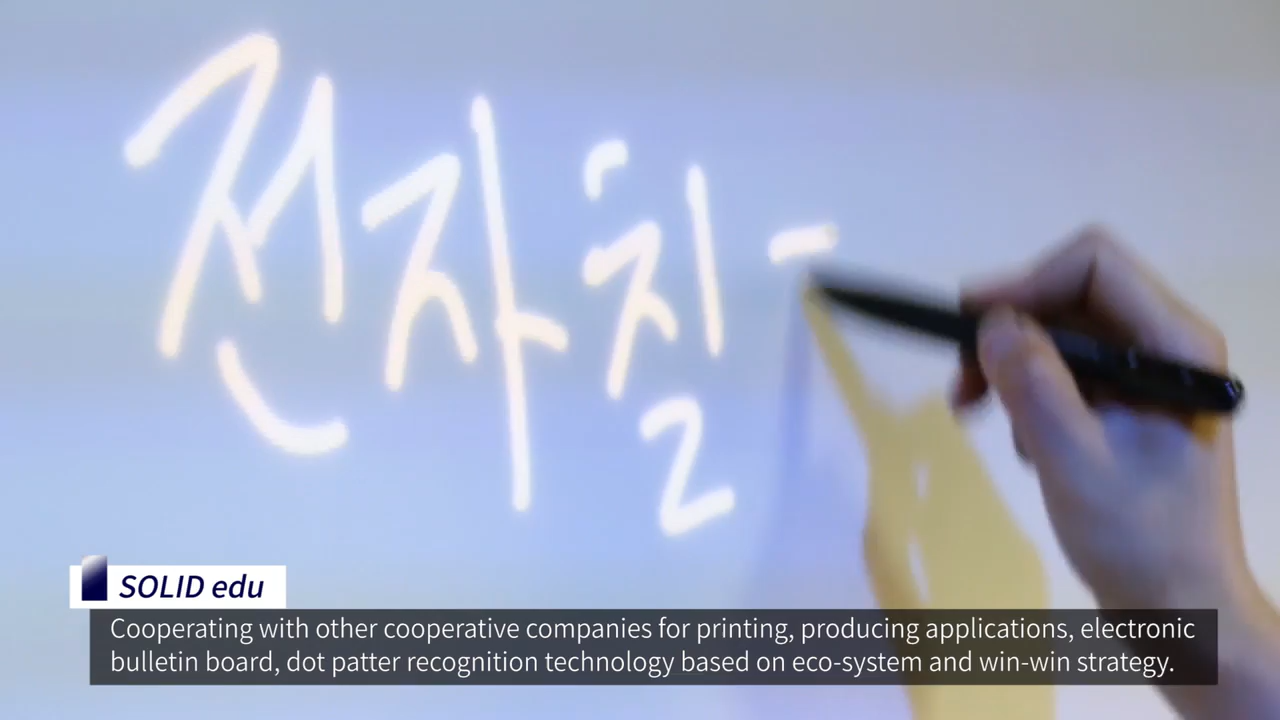 전자칠
SOLID edu
Cooperating with other cooperative companies for printing, producing applications, electronic
bulletin board, dot patter recognition technology based on eco-system and win-win strategy.